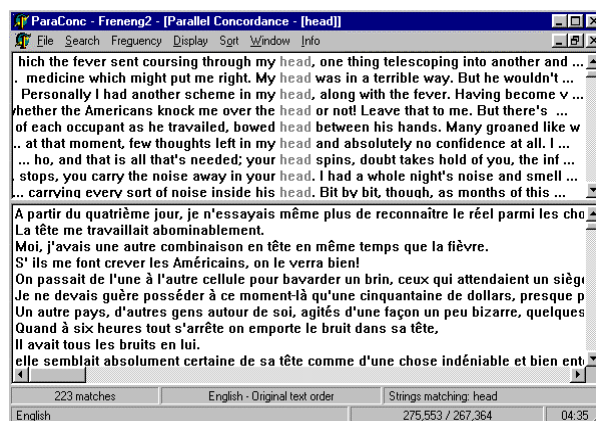 ParaConc - Freneng2 - [Parallel Concordance - [head]]
File Search Frequency Display Sort Window Info
hich the fever sent coursing through my head, one thing telescoping into another and ...
. medicine which might put me right. My head was in a terrible way. But he wouldn't ...
Personally I had another scheme in my head, along with the fever. Having become v ...
whether the Americans knock me over the head or not! Leave that to me. But there's ...
of each occupant as he travailed, bowed head between his hands. Many groaned like w
... at that moment, few thoughts left in my head and absolutely no confidence at all. I ...
... ho, and that is all that's needed; your head spins, doubt takes hold of you, the inf ...
. stops, you carry the noise away in your head. I had a whole night's noise and smell ...
... carrying every sort of noise inside his head. Bit by bit, though, as months of this ...
A partir du quatrième jour, je n'essayais même plus de reconnaître le réel parmi les cho
La tête me travaillait abominablement.
Moi, j'avais une autre combinaison en tête en même temps que la fièvre.
S' ils me font crever les Américains, on le verra bien!
On passait de l'une à l'autre cellule pour bavarder un brin, ceux qui attendaient un siège
Je ne devais guère posséder à ce moment-là qu'une cinquantaine de dollars, presque p
Un autre pays, d'autres gens autour de soi, agités d'une façon un peu bizarre, quelques
Quand à six heures tout s'arrête on emporte le bruit dans sa tête,
Il avait tous les bruits en lui.
elle semblait absolument certaine de sa tête comme d'une chose indéniable et bien ent
223 matches English - Original text order Strings matching: head
English 275,553 / 267,364 04:35